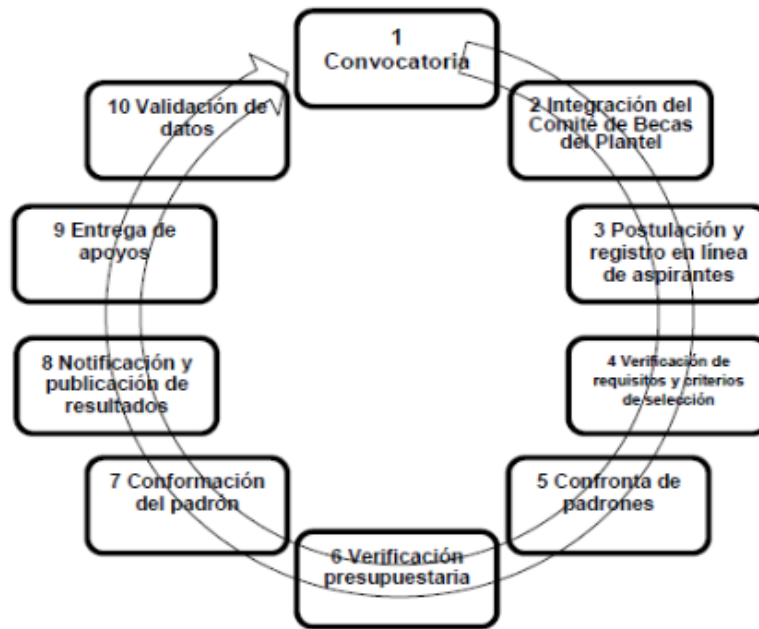 1
Convocatoria
2 Integración del
Comité de Becas
del Plantel
3 Postulación y
registro en línea
de aspirantes
4 Verificación de
requisitos y criterios
de selección
5 Confronta de
padrones
6 Verificación
presupuestaria
7 Conformación
del padrón
8 Notificación y
publicación de
resultados
9 Entrega de
apoyos
10 Validación de
datos